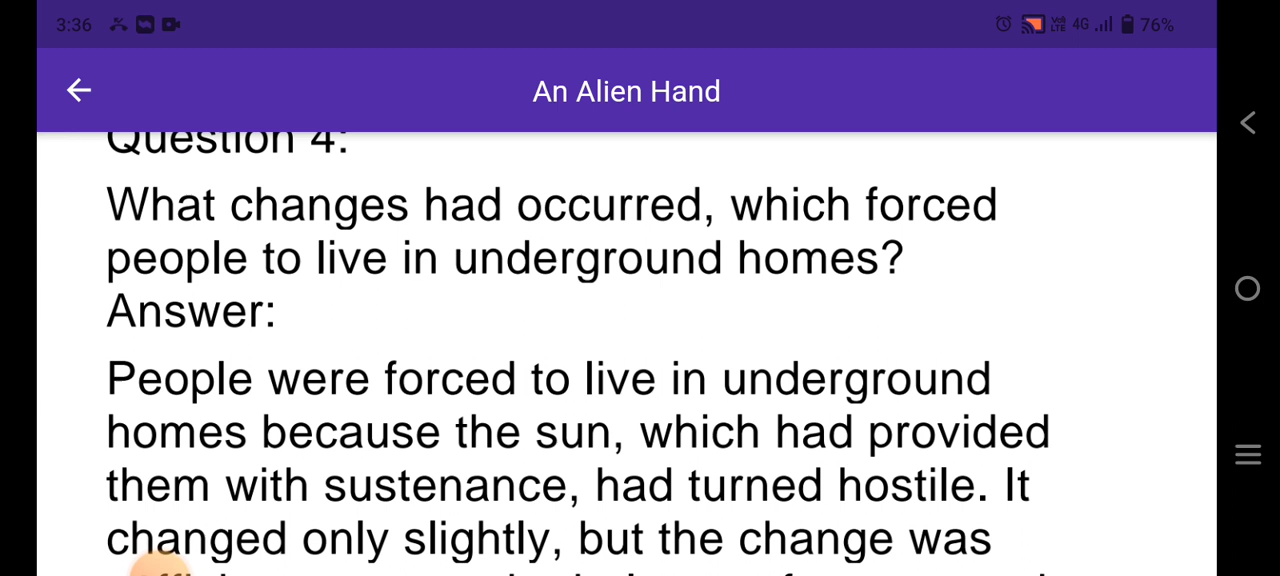 3:36 4G 76%
An Alien Hand
Question 4:
What changes had occurred, which forced
people to live in underground homes?
Answer:
People were forced to live in underground
homes because the sun, which had provided
them with sustenance, had turned hostile. It
changed only slightly, but the change was